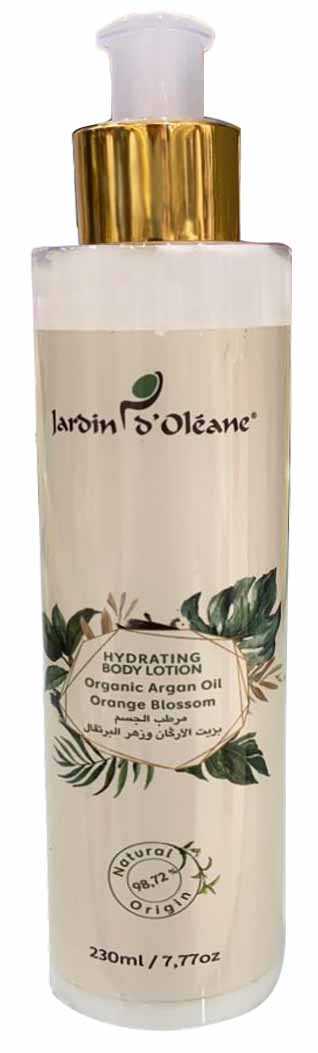 Jardin d'Oléane®
HYDRATING
BODY LOTION
Organic Argan Oil
Orange Blossom
مرطب الجسم
بزيت الاركان وزهر البرتقال
Natural
98,72 %
Origin
230ml / 7,77oz